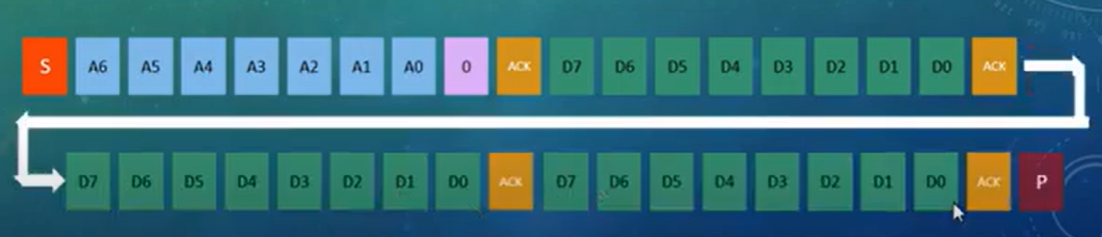 S A6 A5 A4 A3 A2 A1 A0 0 ACK D7 D6 D5 D4 D3 D2 D1 D0 ACK
D7 D6 D5 D4 D3 D2 D1 D0 ACK D7 D6 D5 D4 D3 D2 D1 D0 ACK P